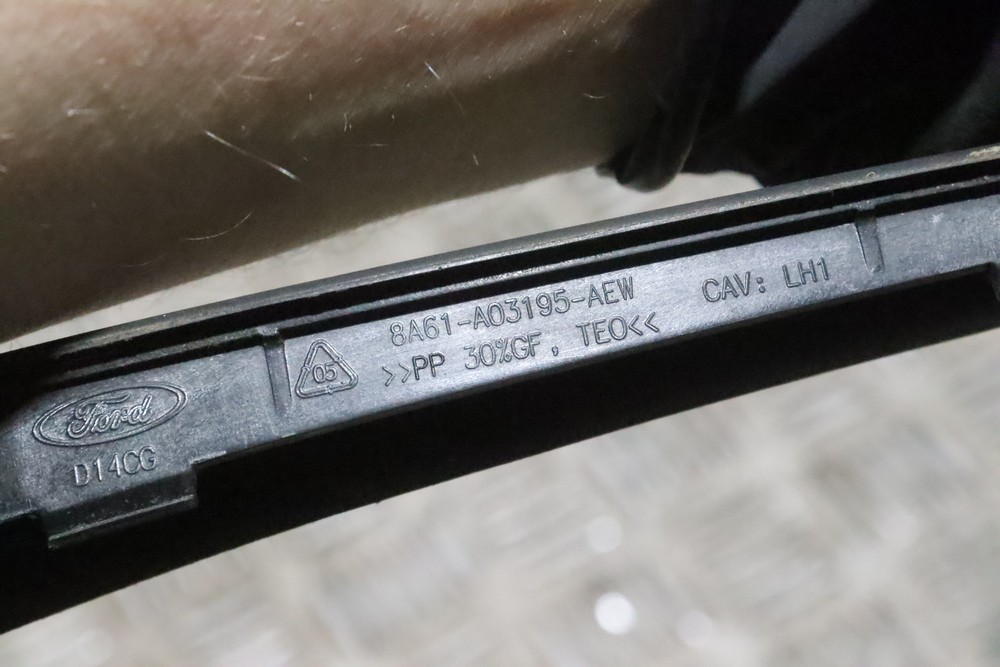 8A61-A03195-AEW
CAV: LH1
05
>>PP 30%GF, TEO<<
Ford
D14CG